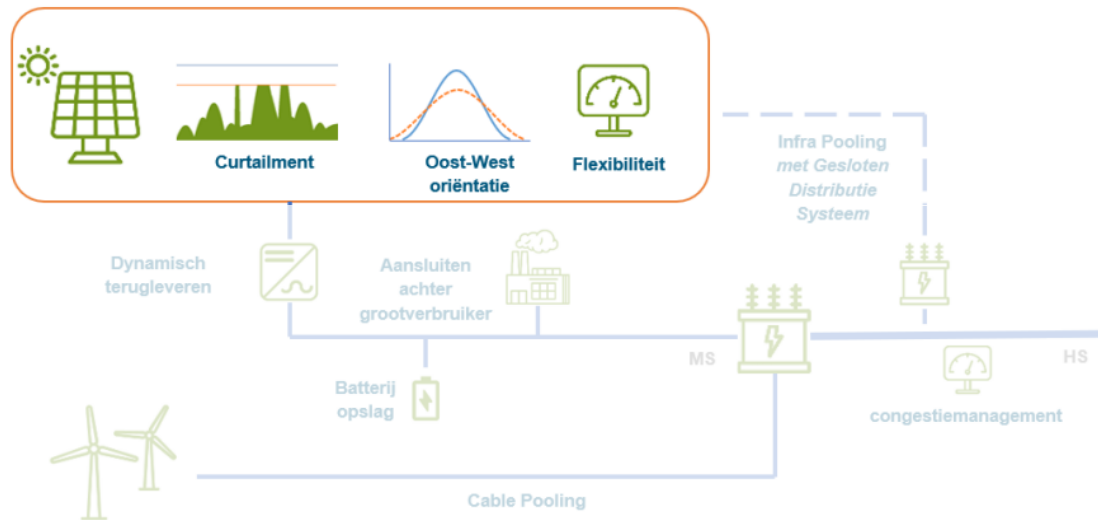 Curtailment
Oost-West
oriëntatie
Flexibiliteit
Infra Pooling
met Gesloten
Distributie
Systeem
Dynamisch
terugleveren
Aansluiten
achter
grootverbruiker
MS
HS
Batterij
opslag
congestiemanagement
Cable Pooling